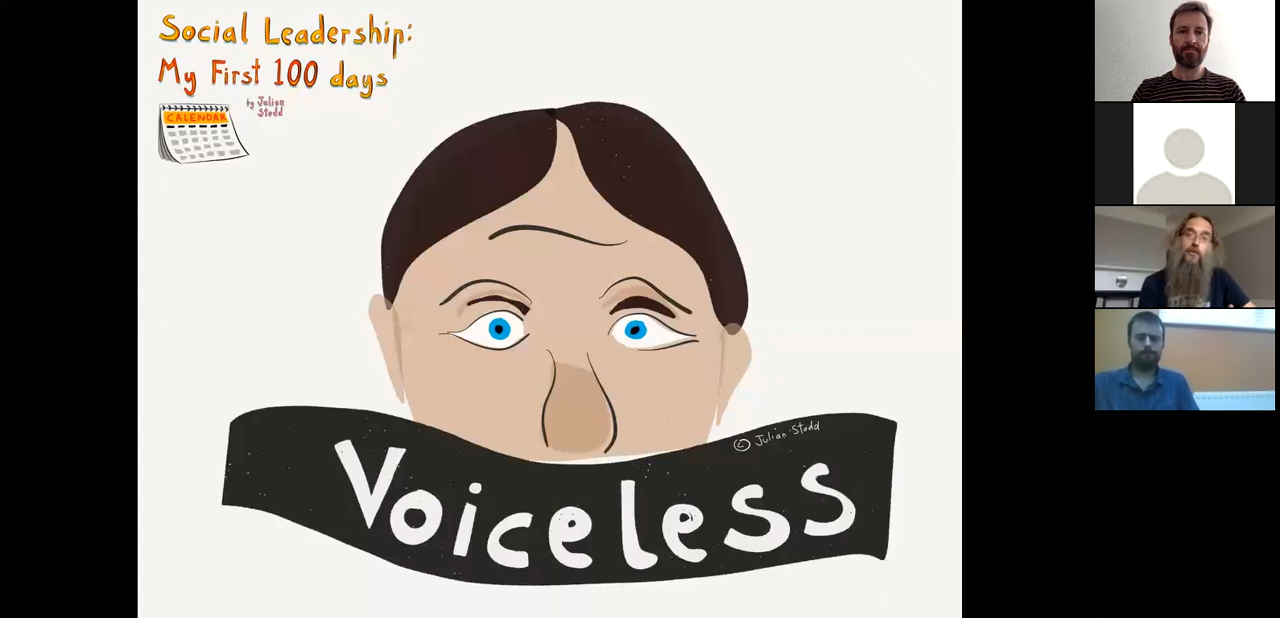 Social Leadership:
My First 100 days
by Julian
Stodd
CALENDAR
© Julian Stodd
Voiceless